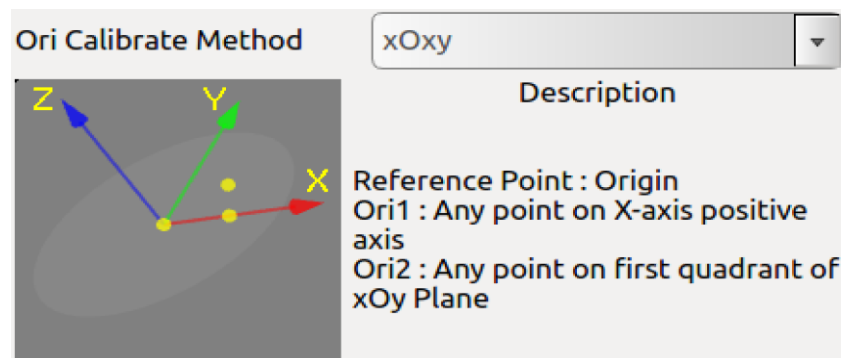 Ori Calibrate Method
xOxy
Description
Z
Y
X
Reference Point : Origin
Ori1 : Any point on X-axis positive
axis
Ori2 : Any point on first quadrant of
xOy Plane